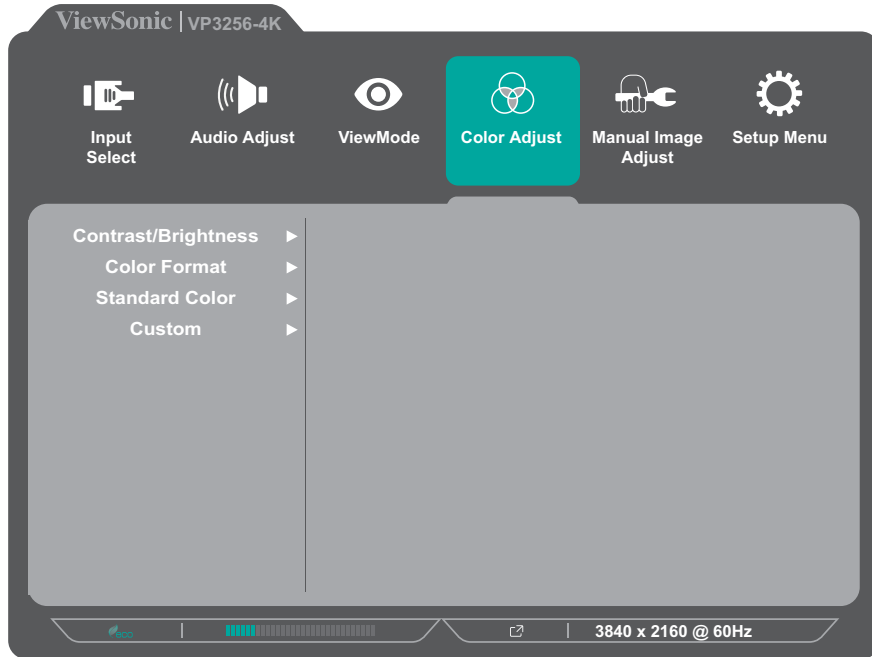 ViewSonic | VP3256-4K
Input Select
Audio Adjust
ViewMode
Color Adjust
Manual Image Adjust
Setup Menu
Contrast/Brightness
Color Format
Standard Color
Custom
eco
3840 x 2160 @ 60Hz